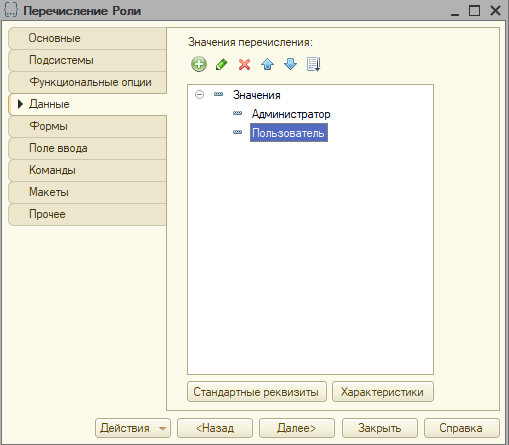 Перечисление Роли
Основные
Подсистемы
Функциональные опции
Данные
Формы
Поле ввода
Команды
Макеты
Прочее
Значения перечисления:
Значения
Администратор
Пользователь
Стандартные реквизиты
Характеристики
Действия
<Назад
Далее>
Закрыть
Справка